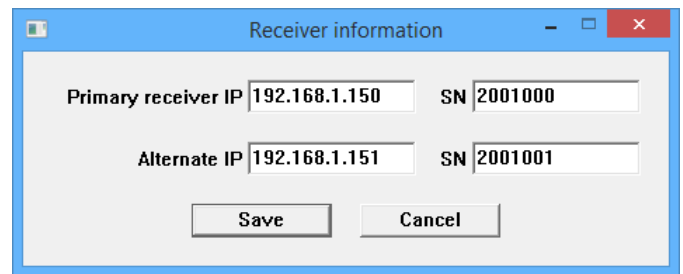 Receiver information
Primary receiver IP 192.168.1.150 SN 2001000
Alternate IP 192.168.1.151 SN 2001001
Save Cancel